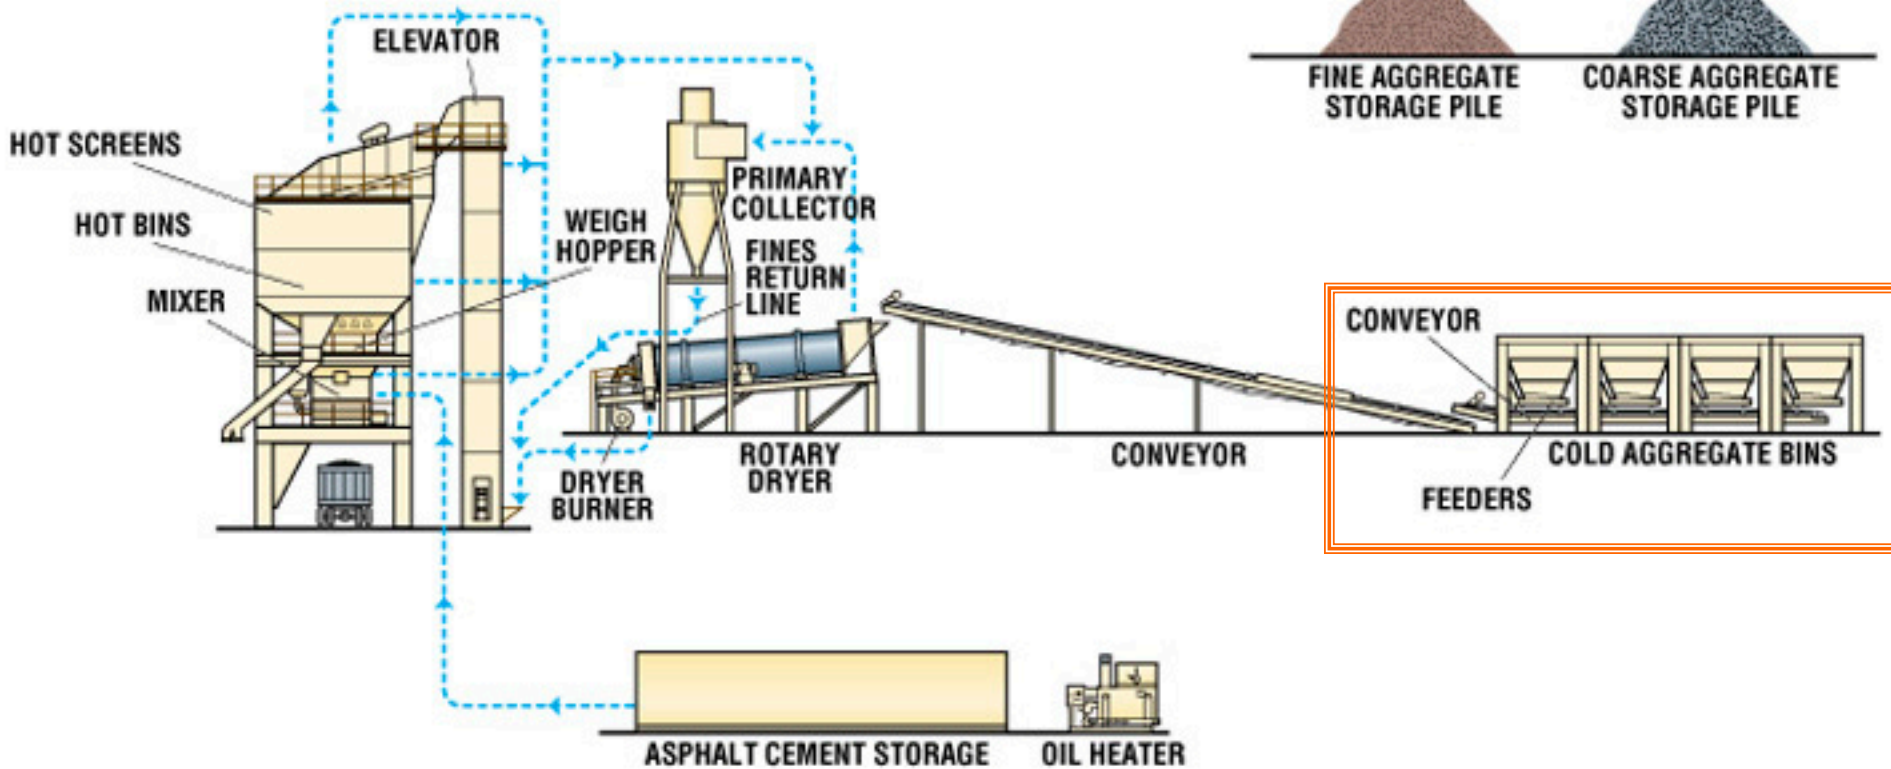 ELEVATOR
HOT SCREENS
HOT BINS
MIXER
WEIGH
HOPPER
PRIMARY
COLLECTOR
FINES
RETURN
LINE
DRYER
BURNER
ROTARY
DRYER
CONVEYOR
FINE AGGREGATE
STORAGE PILE
COARSE AGGREGATE
STORAGE PILE
CONVEYOR
COLD AGGREGATE BINS
FEEDERS
ASPHALT CEMENT STORAGE
OIL HEATER